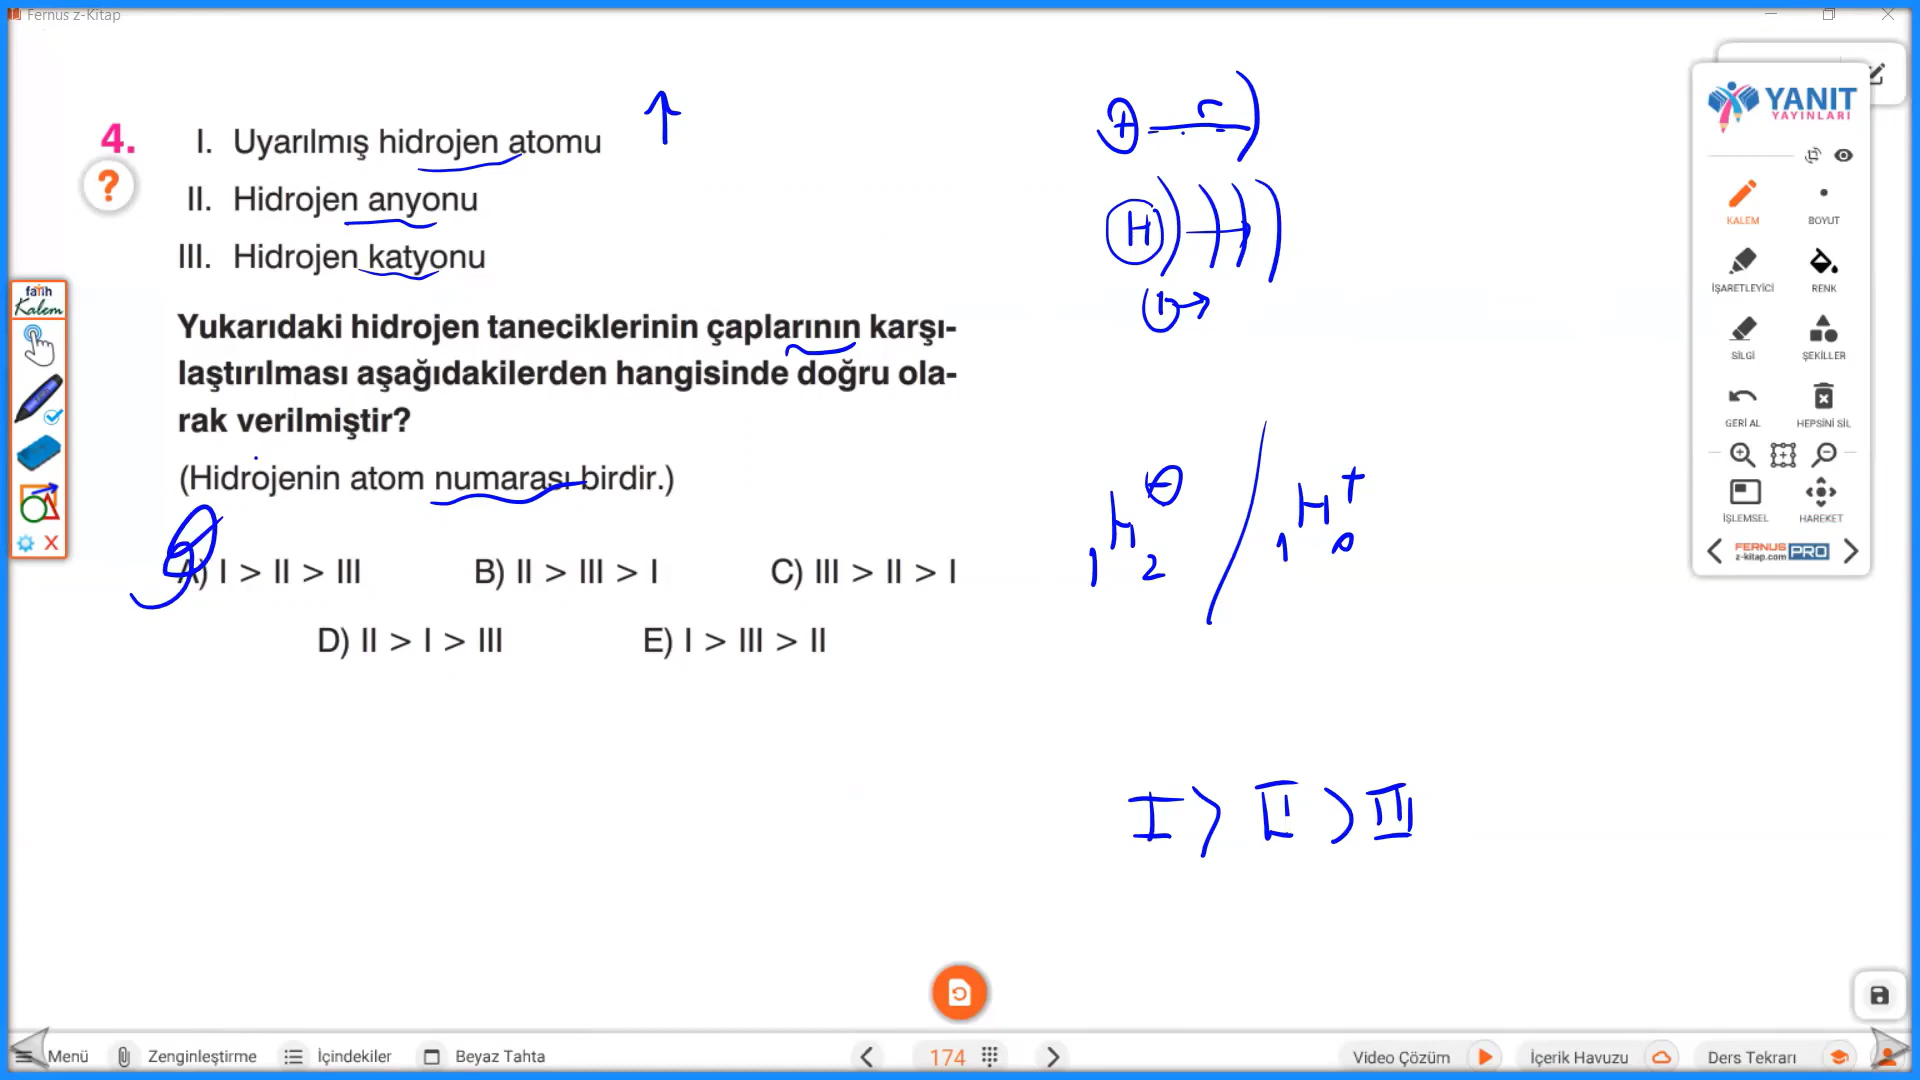 Fernus z-Kitap
4.
?
I. Uyarılmış hidrojen atomu
II. Hidrojen anyonu
III. Hidrojen katyonu
Yukarıdaki hidrojen taneciklerinin çaplarının karşı-
laştırılması aşağıdakilerden hangisinde doğru ola-
rak verilmiştir?
(Hidrojenin atom numarası birdir.)
A) I > II > III
B) II > III > I
C) III > II > I
D) II > I > III
E) I > III > II
+ r
H
1H2 −
1H0 +
I > II > III
fatih
Kalem
YANIT
YAYINLARI
KALEM
BOYUT
İŞARETLEYİCİ
RENK
SİLGİ
ŞEKİLLER
GERİ AL
HEPSİNİ SİL
İŞLEMSEL
HAREKET
FERNUS PRO
z-kitap.com
Menü
Zenginleştirme
İçindekiler
Beyaz Tahta
174
Video Çözüm
İçerik Havuzu
Ders Tekrarı